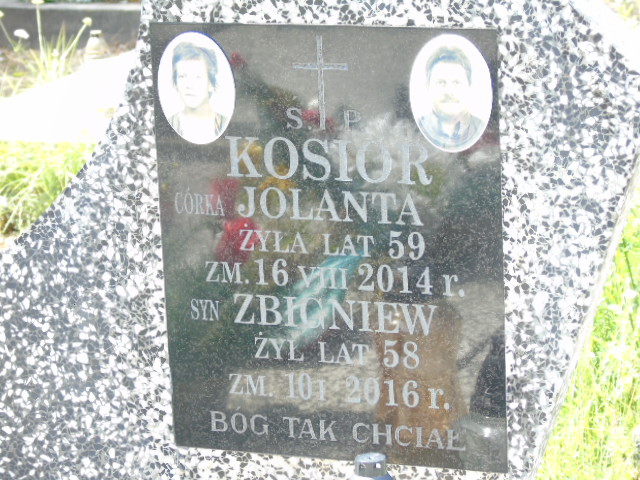 Ś P
KOSIOR
CÓRKA JOLANTA
ŻYŁA LAT 59
ZM. 16 VIII 2014 r.
SYN ZBIGNIEW
ŻYŁ LAT 58
ZM. 10 I 2016 r.
BÓG TAK CHCIAŁ